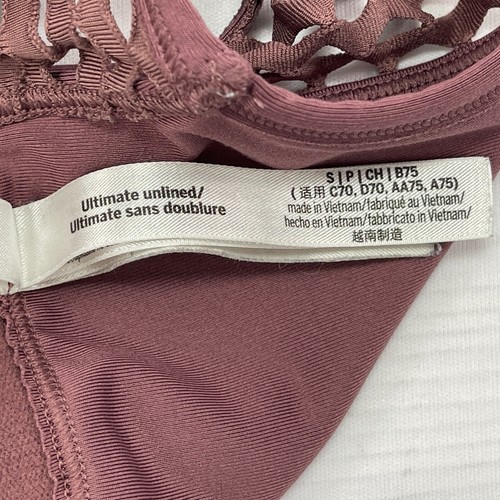 Ultimate unlined/
Ultimate sans doublure
S | P | CH | B75
( 适用 C70, D70, AA75, A75)
made in Vietnam/fabriqué au Vietnam/
hecho en Vietnam/fabbricato in Vietnam/
越南制造